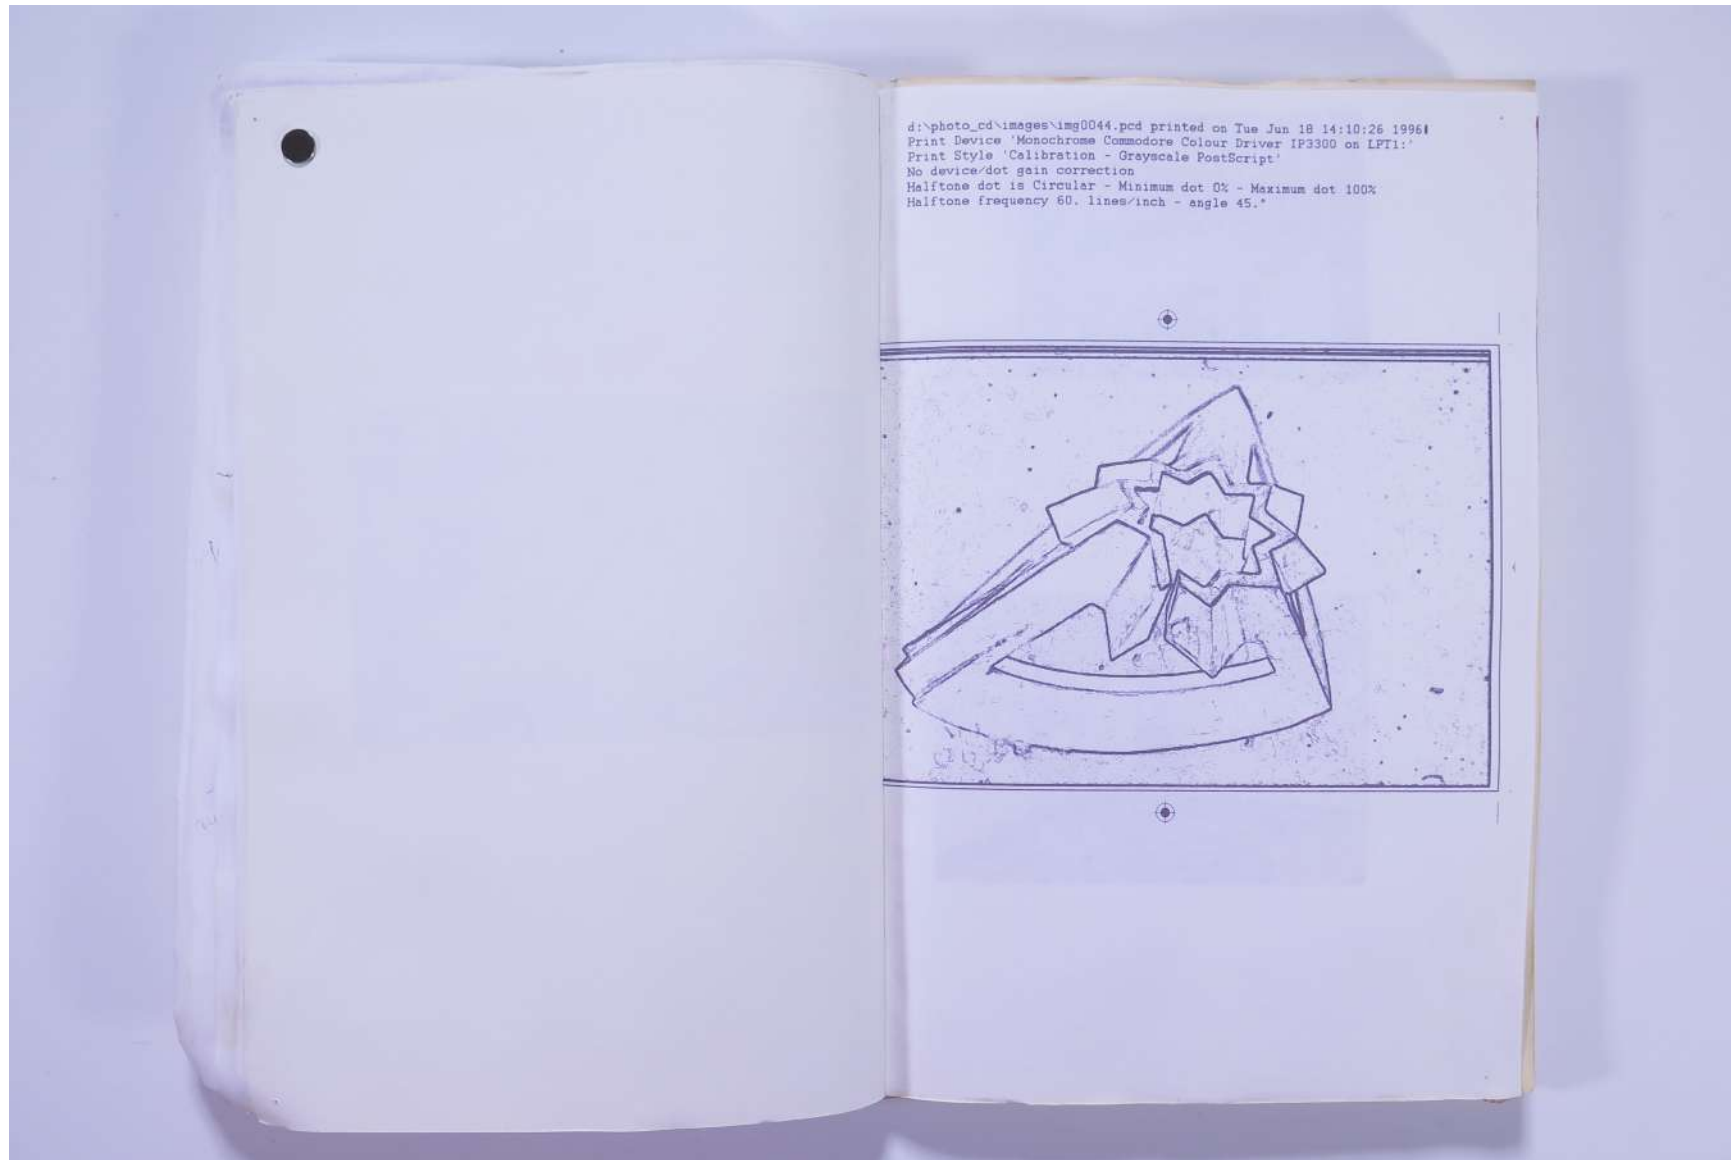 d:\photo_cd\images\img0044.pcd printed on Tue Jun 18 14:10:26 1996
Print Device 'Monochrome Commodore Colour Driver IP3300 on LPT1:'
Print Style 'Calibration - Grayscale PostScript'
No device/dot gain correction
Halftone dot is Circular - Minimum dot 0% - Maximum dot 100%
Halftone frequency 60. lines/inch - angle 45.°